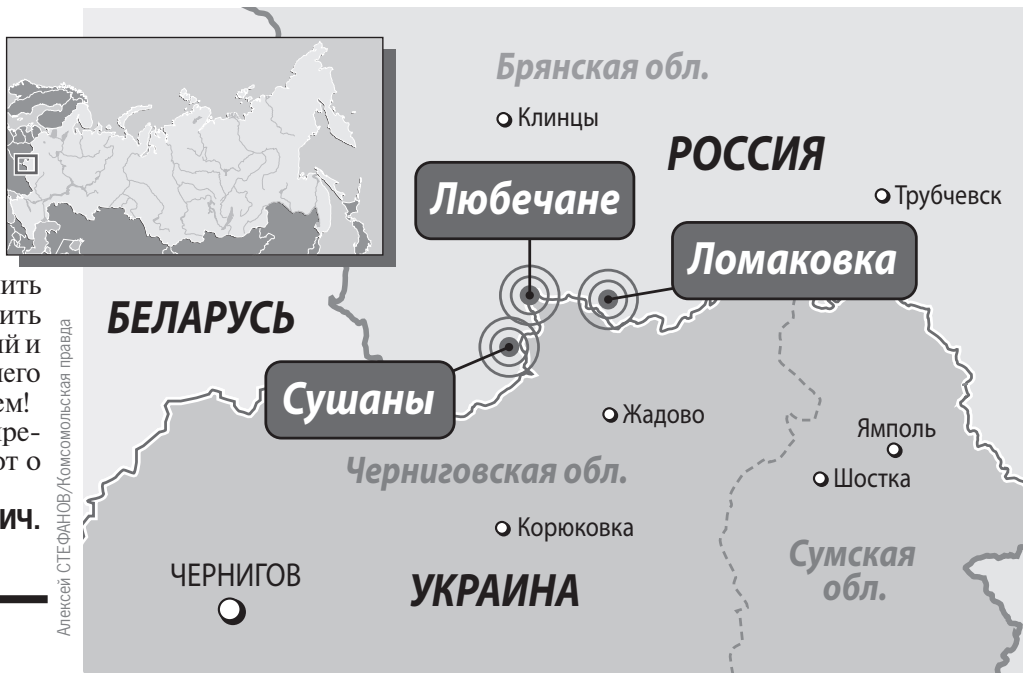 Брянская обл.
Клинцы
РОССИЯ
Любечане
Трубчевск
Ломаковка
БЕЛАРУСЬ
Сушаны
Жадово
Ямполь
Черниговская обл.
Шостка
Корюковка
Сумская
обл.
ЧЕРНИГОВ
УКРАИНА
Алексей СТЕФАНОВ/Комсомольская правда